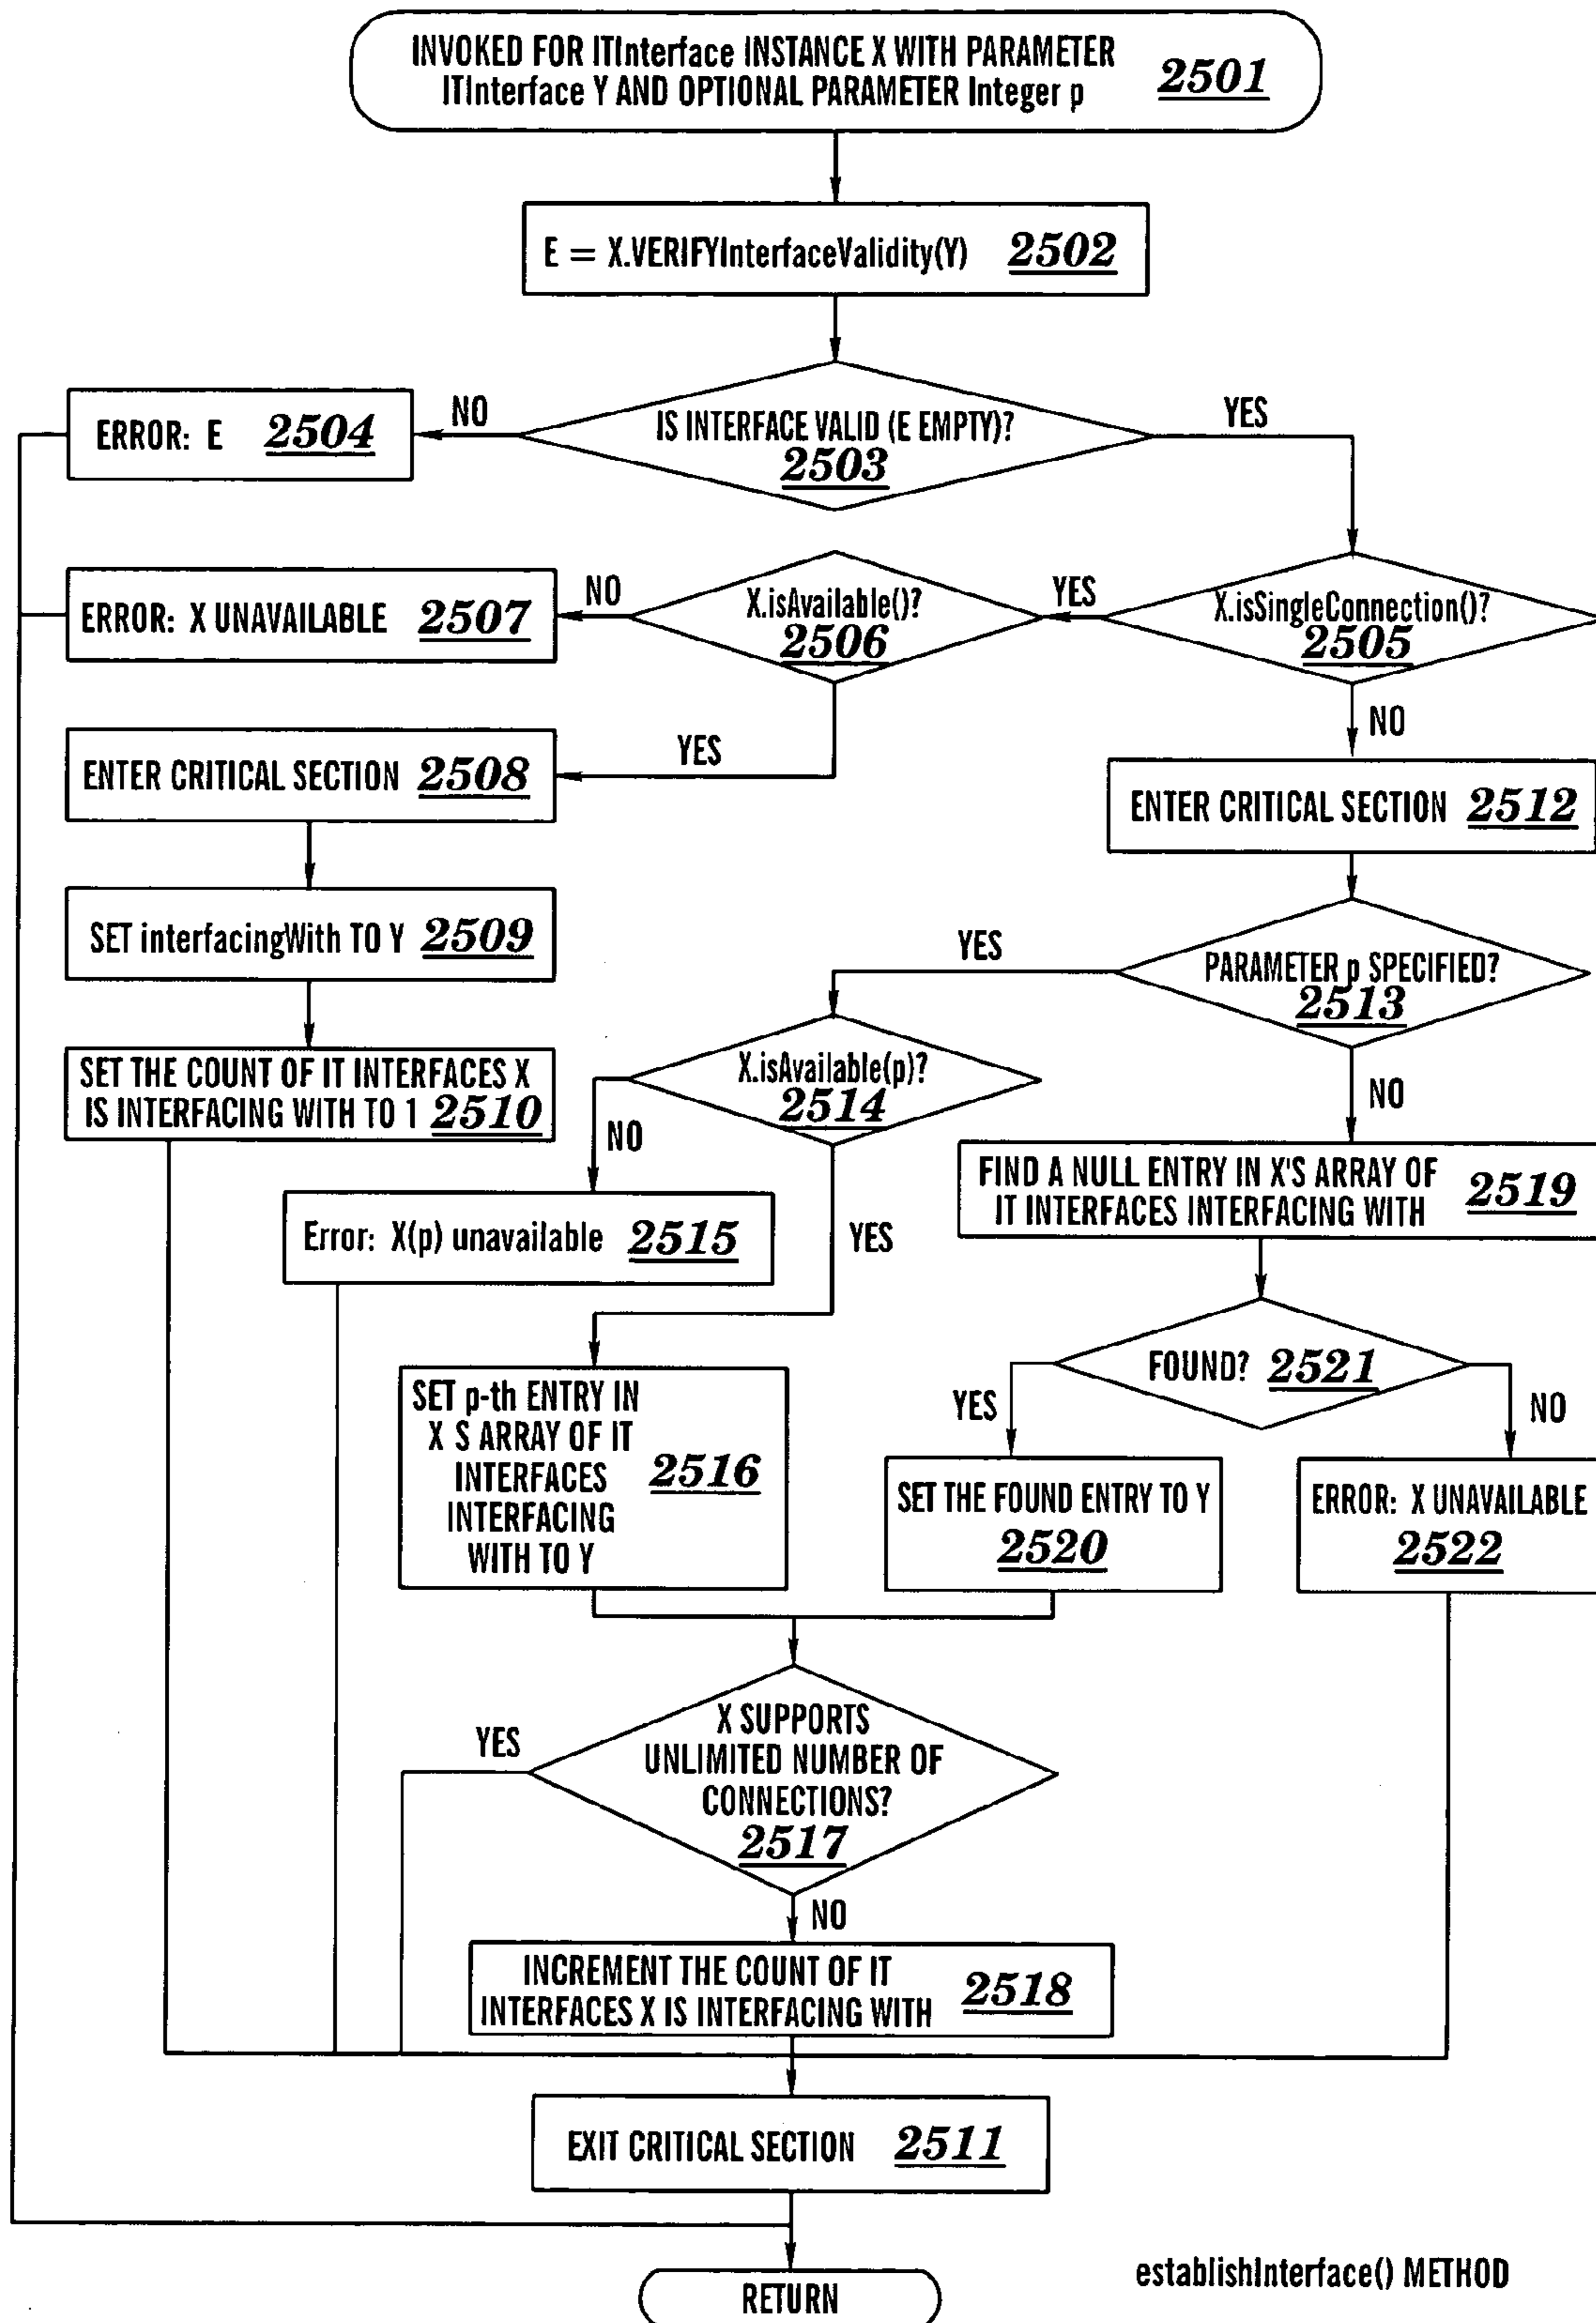 INVOKED FOR ITInterface INSTANCE X WITH PARAMETER
ITInterface Y AND OPTIONAL PARAMETER Integer p
2501
E = X.VERIFYInterfaceValidity(Y) 2502
IS INTERFACE VALID (E EMPTY)?
2503
NO
YES
ERROR: E 2504
X.isSingleConnection()?
2505
YES
NO
X.isAvailable()?
2506
NO
YES
ERROR: X UNAVAILABLE 2507
ENTER CRITICAL SECTION 2508
SET interfacingWith TO Y 2509
SET THE COUNT OF IT INTERFACES X
IS INTERFACING WITH TO 1 2510
ENTER CRITICAL SECTION 2512
PARAMETER p SPECIFIED?
2513
YES
NO
X.isAvailable(p)?
2514
NO
YES
Error: X(p) unavailable 2515
SET p-th ENTRY IN
X S ARRAY OF IT
INTERFACES
INTERFACING
WITH TO Y
2516
FIND A NULL ENTRY IN X'S ARRAY OF
IT INTERFACES INTERFACING WITH
2519
FOUND? 2521
YES
NO
SET THE FOUND ENTRY TO Y
2520
ERROR: X UNAVAILABLE
2522
X SUPPORTS
UNLIMITED NUMBER OF
CONNECTIONS?
2517
YES
NO
INCREMENT THE COUNT OF IT
INTERFACES X IS INTERFACING WITH
2518
EXIT CRITICAL SECTION 2511
RETURN
establishInterface() METHOD